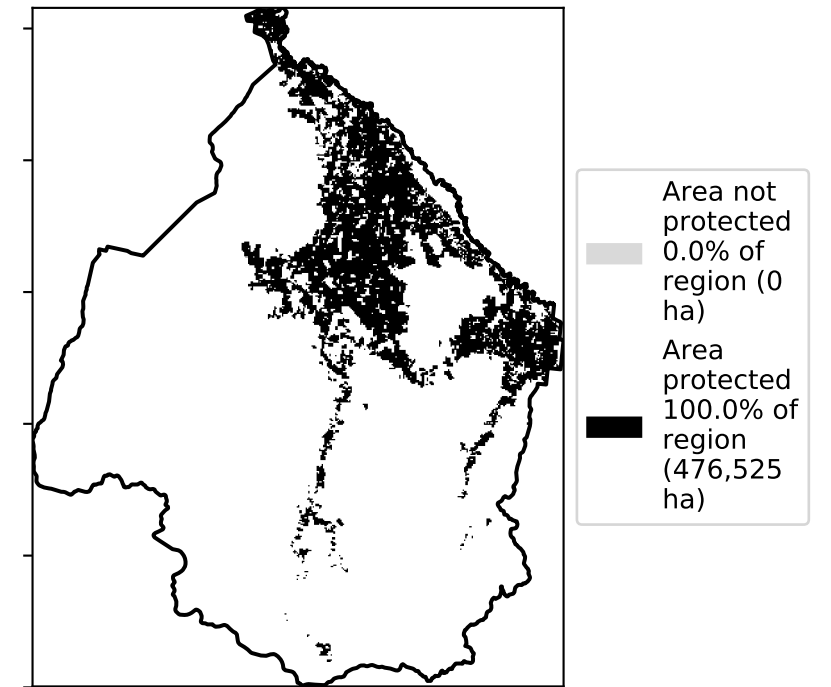 Area not
protected
0.0% of
region (0
ha)
Area
protected
100.0% of
region
(476,525
ha)